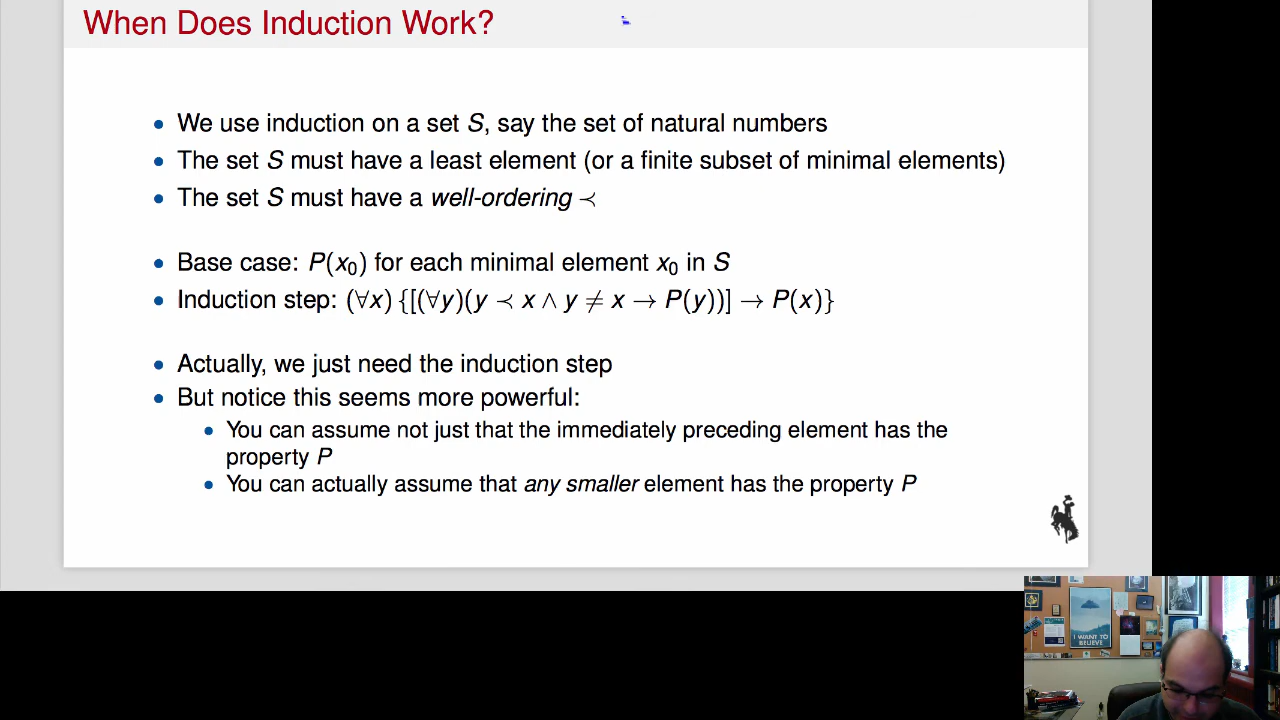 When Does Induction Work?
We use induction on a set S, say the set of natural numbers
The set S must have a least element (or a finite subset of minimal elements)
The set S must have a well-ordering ≺
Base case: P(x₀) for each minimal element x₀ in S
Induction step: (∀x) {[(∀y)(y ≺ x ∧ y ≠ x → P(y))] → P(x)}
Actually, we just need the induction step
But notice this seems more powerful:
You can assume not just that the immediately preceding element has the
property P
You can actually assume that any smaller element has the property P
I WANT TO
BELIEVE